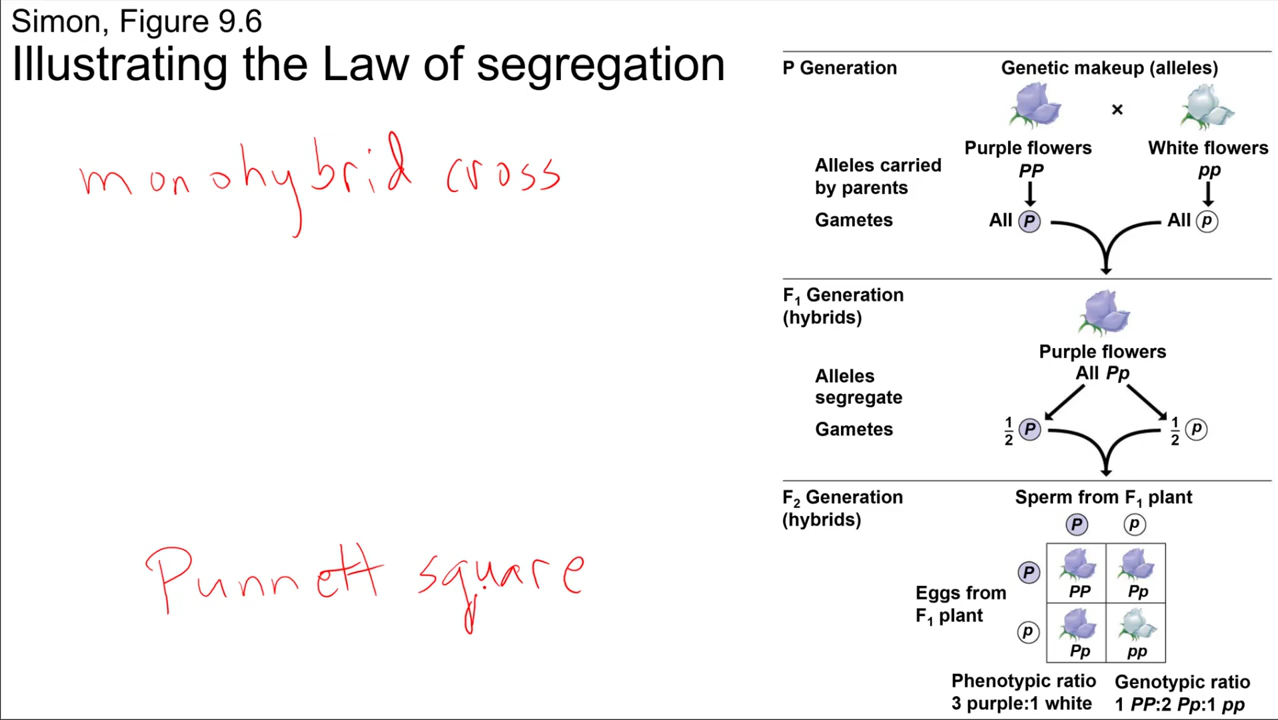 Simon, Figure 9.6
Illustrating the Law of segregation
monohybrid cross
Punnett square
P Generation
Genetic makeup (alleles)
×
Purple flowers
White flowers
Alleles carried
by parents
PP
pp
Gametes
All P
All p
F₁ Generation
(hybrids)
Purple flowers
All Pp
Alleles
segregate
Gametes
1/2 P
1/2 p
F₂ Generation
(hybrids)
Sperm from F₁ plant
P p
Eggs from
F₁ plant
P
PP Pp
p
Pp pp
Phenotypic ratio
3 purple:1 white
Genotypic ratio
1 PP:2 Pp:1 pp